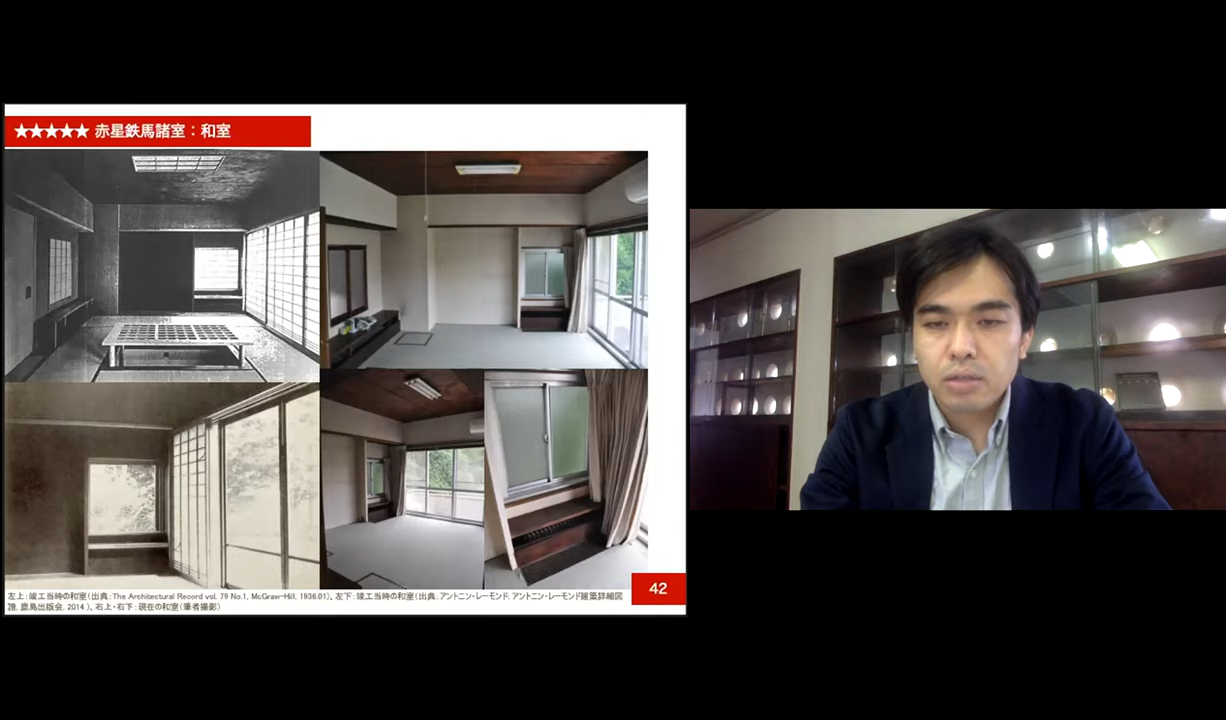 ★★★★★ 赤星鉄馬諸室：和室
左上：竣工当時の和室（出典：The Architectural Record vol. 79 No.1, McGraw-Hill, 1936.01）、左下：竣工当時の和室（出典：アントニン・レーモンド. アントニン・レーモンド建築詳細図
譜, 鹿島出版会, 2014）、右上・右下：現在の和室（筆者撮影）
42